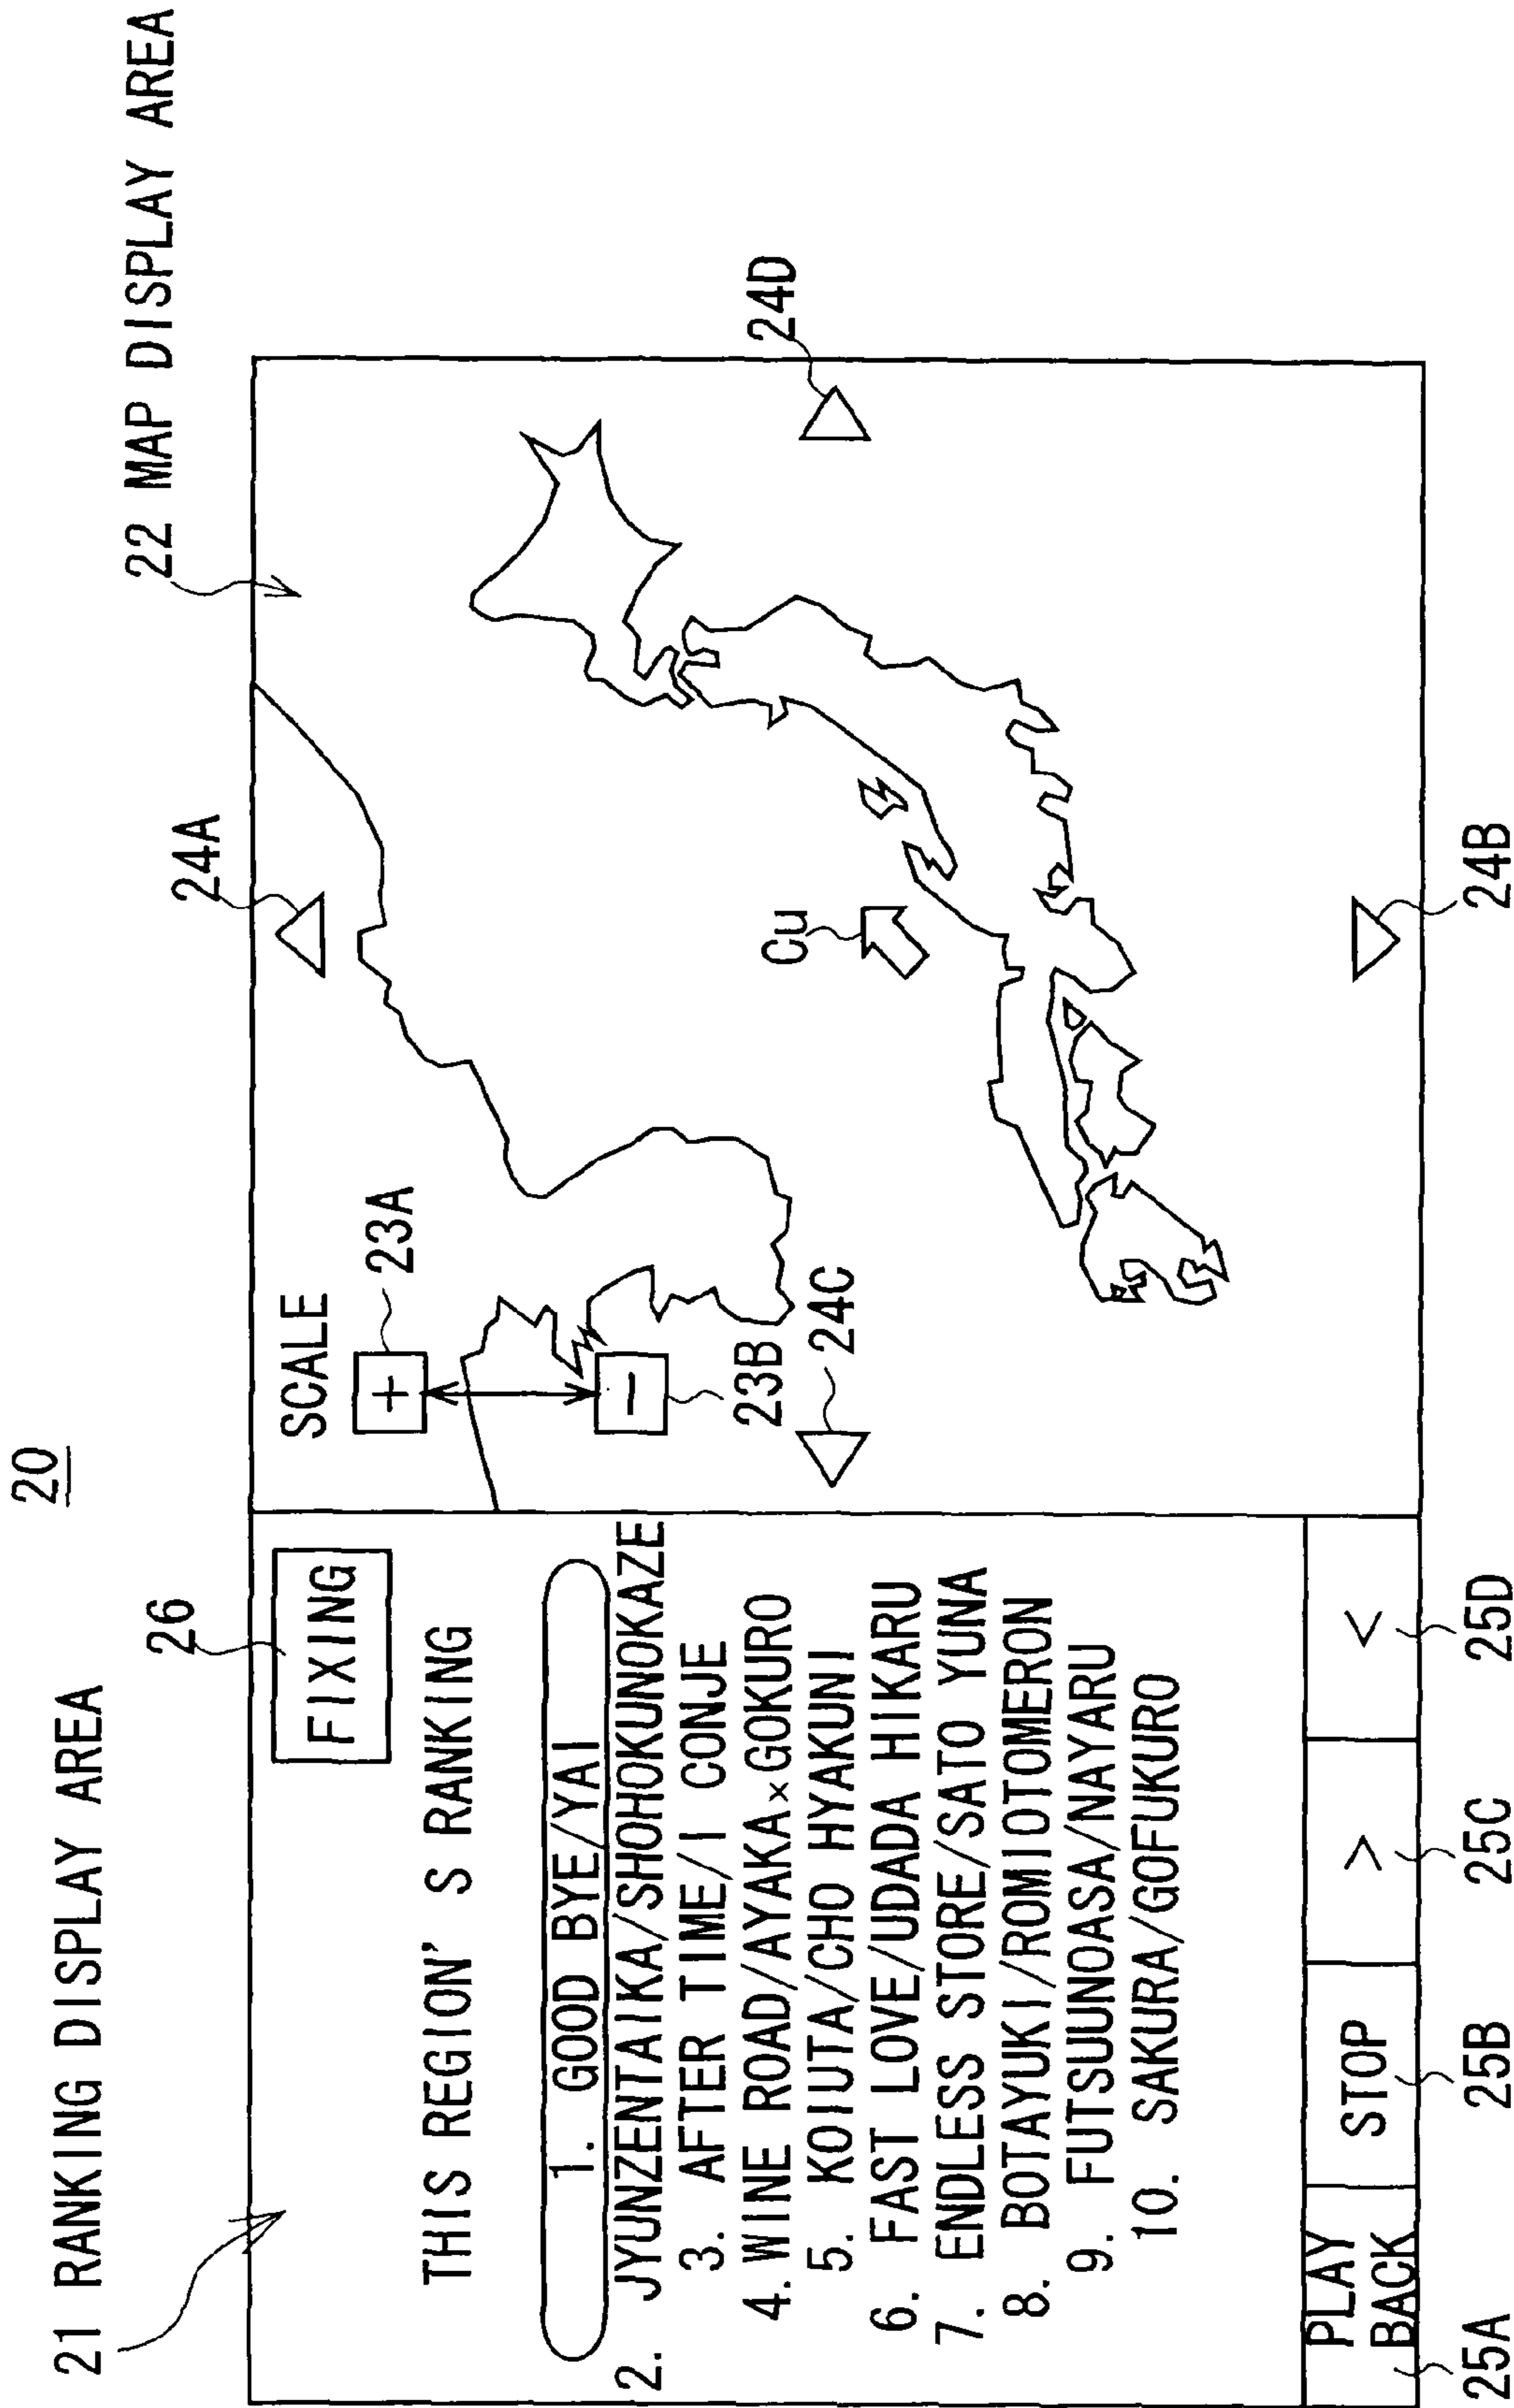 20
21 RANKING DISPLAY AREA
22 MAP DISPLAY AREA
26
24A
FIXING
SCALE
THIS REGION' S RANKING
+
23A
1. GOOD BYE/YAI
2. JYUNZENTAIKA/SHOHOKUNOKAZE
3. AFTER TIME/I CONJE
4. WINE ROAD/AYAKA×GOKURO
5. KOIUTA/CHO HYAKUNI
6. FAST LOVE/UDADA HIKARU
7. ENDLESS STORE/SATO YUNA
8. BOTAYUKI/ROMIOTOMERON
9. FUTSUUNOASA/NAYARU
10. SAKURA/GOFUKURO
−
23B
24C
Cu
24D
PLAY
BACK
STOP
>
<
25A
25B
25C
25D
24B